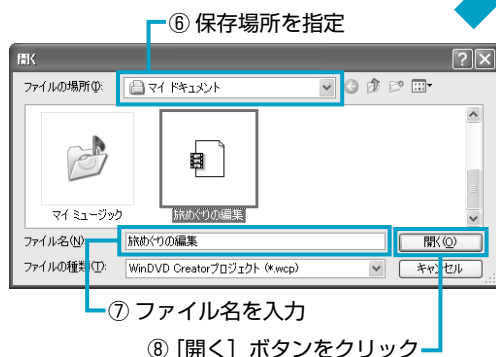 ⑥ 保存場所を指定
開く
ファイルの場所(I):
マイ ドキュメント
マイ ミュージック
旅めぐりの編集
ファイル名(N):
旅めぐりの編集
開く(O)
ファイルの種類(T):
WinDVD Creatorプロジェクト (*.wcp)
キャンセル
⑦ ファイル名を入力
⑧ [開く] ボタンをクリック